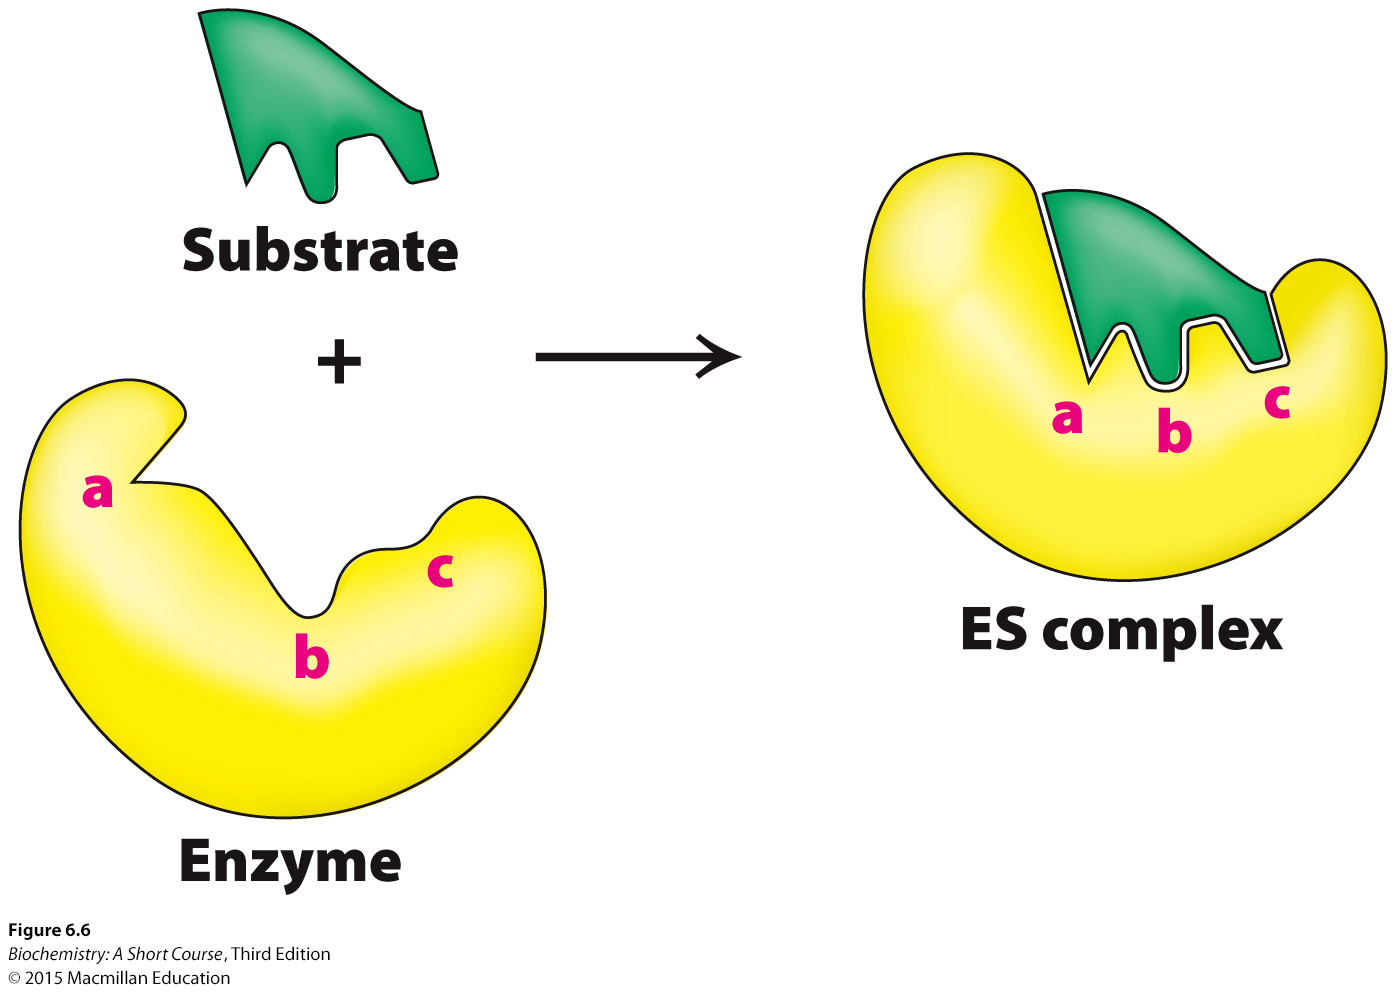 Substrate
+
a
b
c
Enzyme
a
b
c
ES complex
Figure 6.6
Biochemistry: A Short Course, Third Edition
© 2015 Macmillan Education